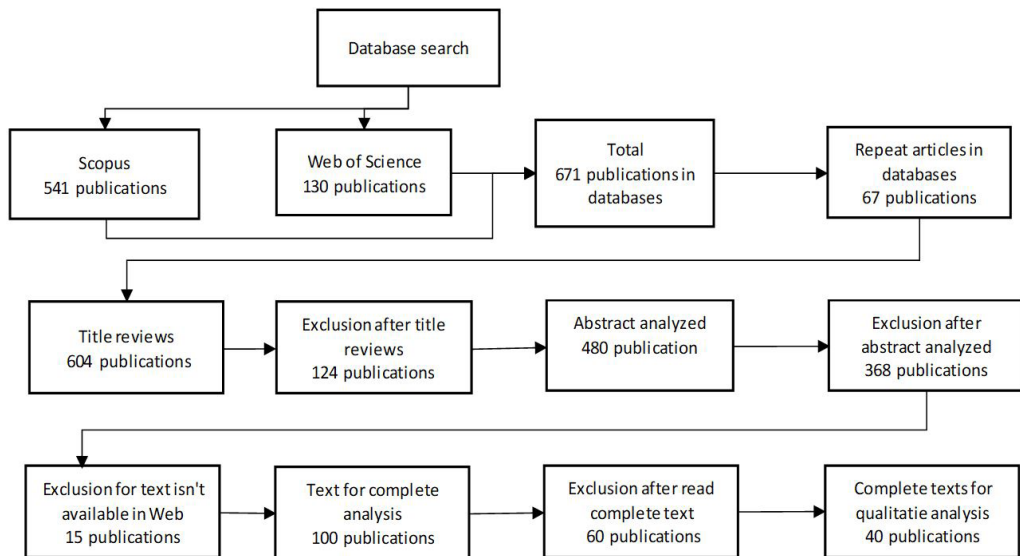 Database search
Scopus
541 publications
Web of Science
130 publications
Total
671 publications in
databases
Repeat articles in
databases
67 publications
Title reviews
604 publications
Exclusion after title
reviews
124 publications
Abstract analyzed
480 publication
Exclusion after
abstract analyzed
368 publications
Exclusion for text isn't
available in Web
15 publications
Text for complete
analysis
100 publications
Exclusion after read
complete text
60 publications
Complete texts for
qualitatie analysis
40 publications